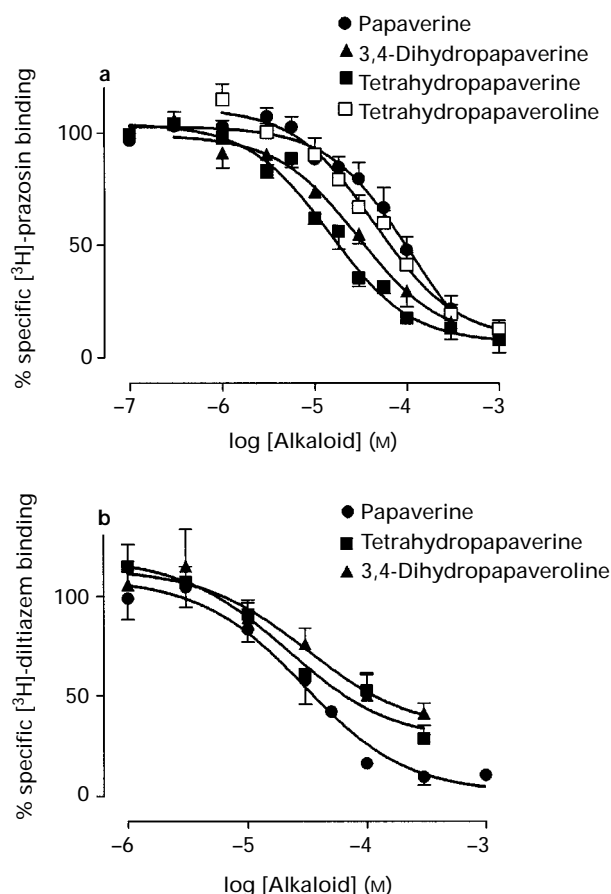 ● Papaverine
▲ 3,4-Dihydropapaverine
■ Tetrahydropapaverine
□ Tetrahydropapaveroline
a
% specific [³H]-prazosin binding
100
50
0
−7 −6 −5 −4 −3
log [Alkaloid] (M)
b
● Papaverine
■ Tetrahydropapaverine
▲ 3,4-Dihydropapaveroline
% specific [³H]-diltiazem binding
100
50
0
−6 −5 −4 −3
log [Alkaloid] (M)